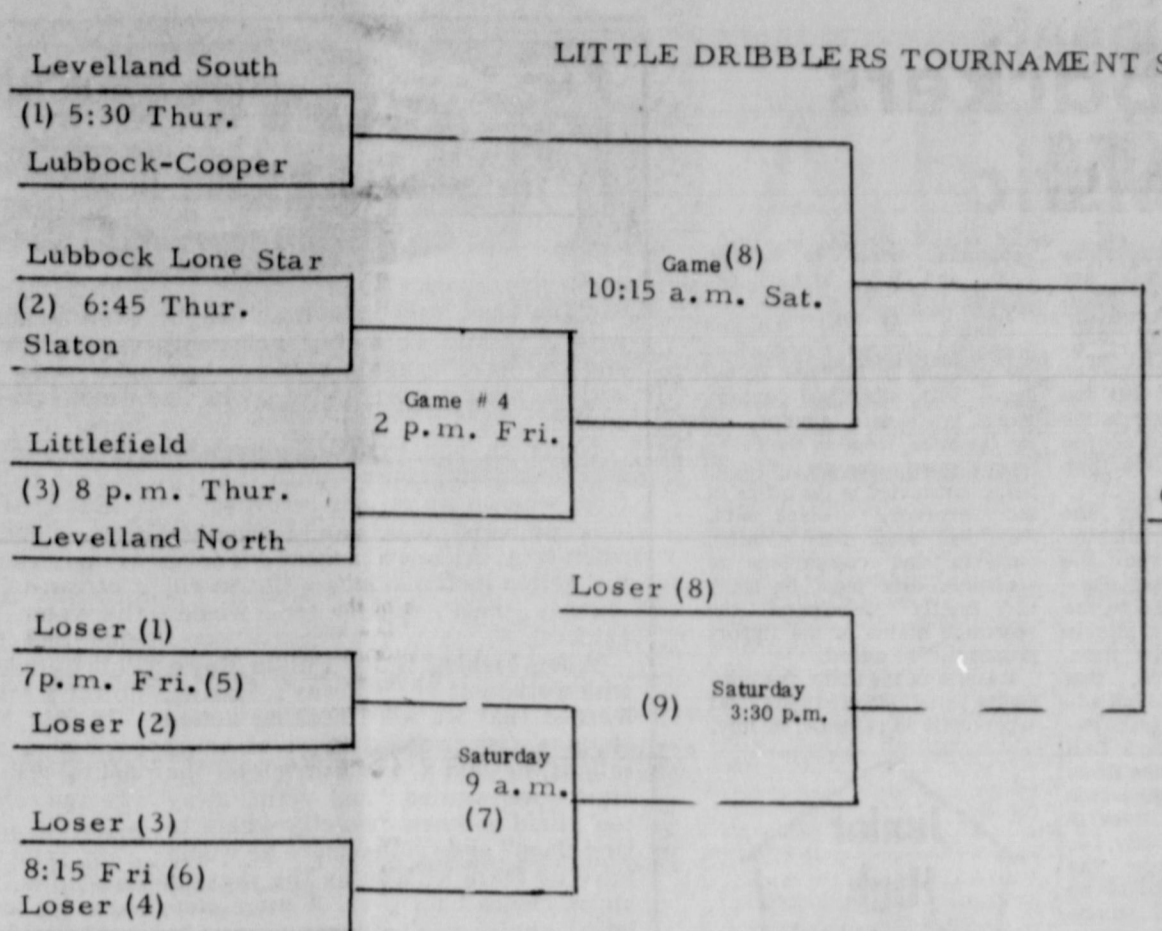 LITTLE DRIBBLERS TOURNAMENT
Levelland South
(1) 5:30 Thur.
Lubbock-Cooper
Lubbock Lone Star
(2) 6:45 Thur.
Slaton
Game (8)
10:15 a.m. Sat.
Game # 4
2 p.m. Fri.
Littlefield
(3) 8 p.m. Thur.
Levelland North
Loser (1)
7p.m. Fri. (5)
Loser (2)
Loser (8)
(9) Saturday
3:30 p.m.
Saturday
9 a.m.
(7)
Loser (3)
8:15 Fri (6)
Loser (4)